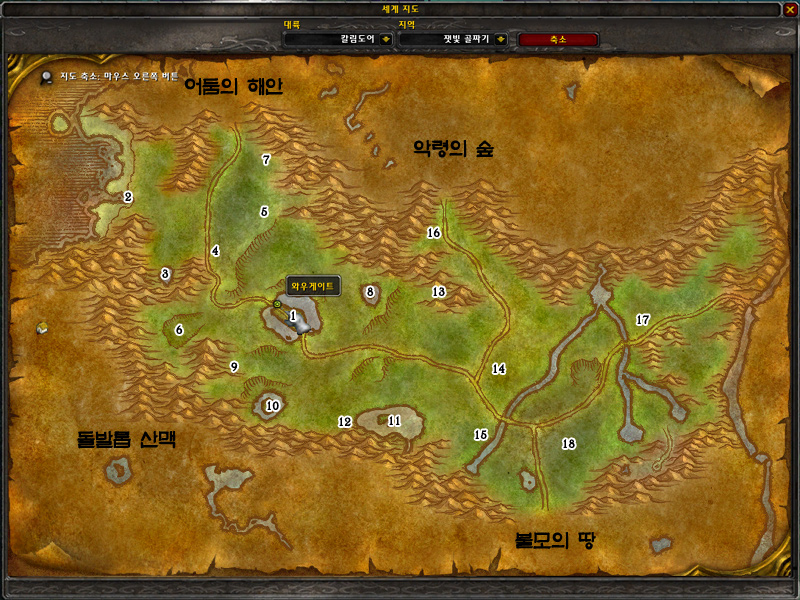 세계 지도
대륙
지역
칼림도어
잿빛 골짜기
축소
지도 축소: 마우스 오른쪽 버튼
어둠의 해안
악령의 숲
7
2
5
16
4
3
와우게이트
8
13
1
17
6
9
14
10
12
11
15
18
돌발톱 산맥
불모의 땅